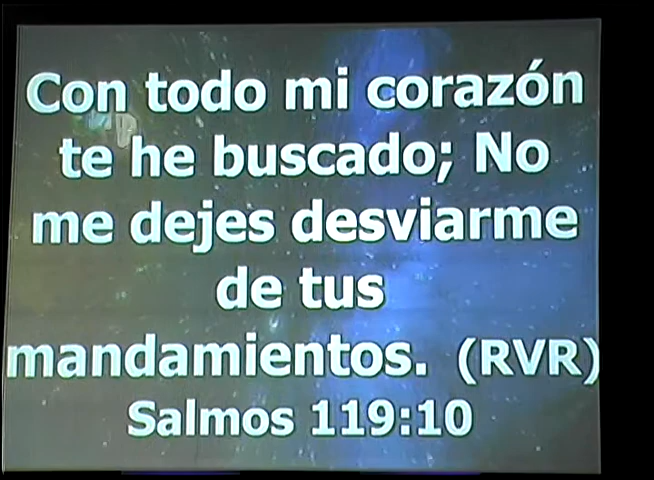 Con todo mi corazón
te he buscado; No
me dejes desviarme
de tus
mandamientos. (RVR)
Salmos 119:10